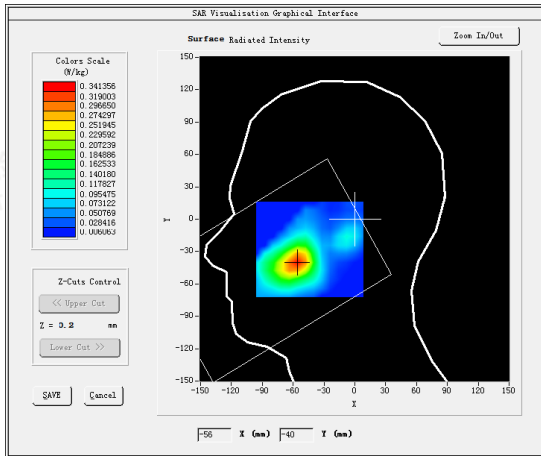 SAR Visualisation Graphical Interface
Surface Radiated Intensity
Zoom In/Out
Colors Scale
(W/kg)
0.341356
0.319003
0.296650
0.274297
0.251945
0.229592
0.207239
0.184886
0.162533
0.140180
0.117827
0.095475
0.073122
0.050769
0.028416
0.006063
Z-Cuts Control
<< Upper Cut
Z = 0.2 mm
Lower Cut >>
SAVE Cancel
150
120
90
60
30
0
-30
-60
-90
-120
-150
Y
-150 -120 -90 -60 -30 0 30 60 90 120 150
X
-56 X (mm) -40 Y (mm)